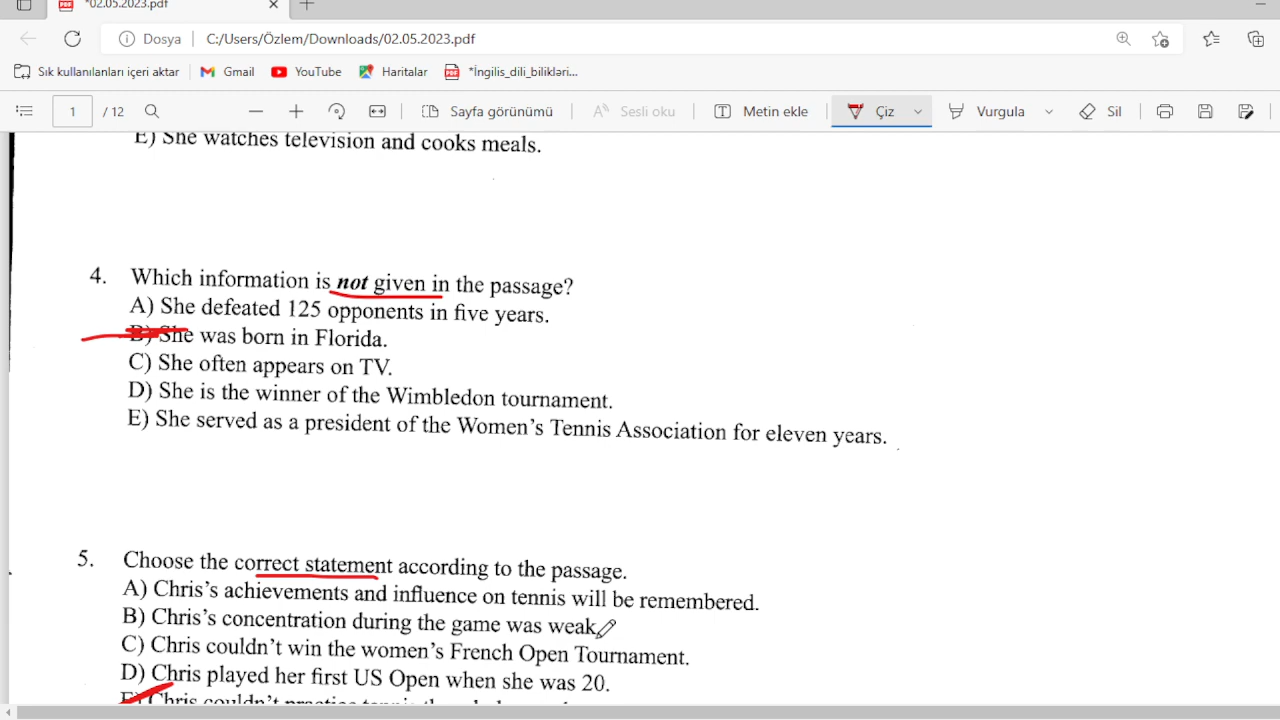 *02.05.2023.pdf
Dosya C:/Users/Özlem/Downloads/02.05.2023.pdf
Sık kullanılanları içeri aktar Gmail YouTube Haritalar *İngilis_dili_bilikləri...
1 / 12 Sayfa görünümü Sesli oku Metin ekle Çiz Vurgula Sil
E) She watches television and cooks meals.
4. Which information is not given in the passage?
A) She defeated 125 opponents in five years.
B) She was born in Florida.
C) She often appears on TV.
D) She is the winner of the Wimbledon tournament.
E) She served as a president of the Women's Tennis Association for eleven years.
5. Choose the correct statement according to the passage.
A) Chris's achievements and influence on tennis will be remembered.
B) Chris's concentration during the game was weak
C) Chris couldn't win the women's French Open Tournament.
D) Chris played her first US Open when she was 20.
E) Chris couldn't practice tennis